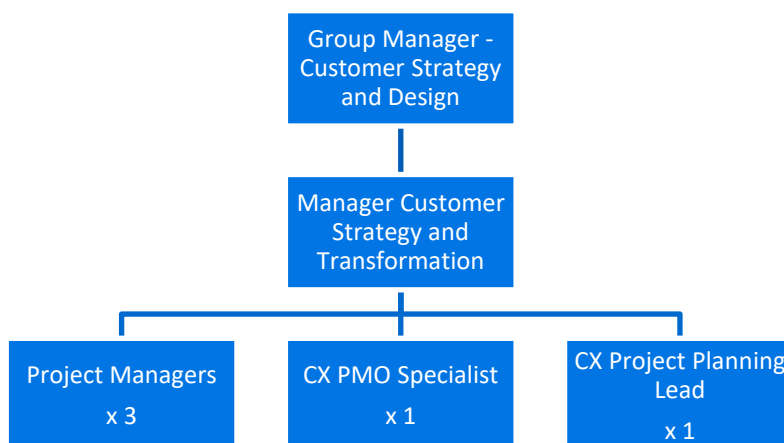 Group Manager -
Customer Strategy
and Design
Manager Customer
Strategy and
Transformation
Project Managers
x 3
CX PMO Specialist
x 1
CX Project Planning
Lead
x 1